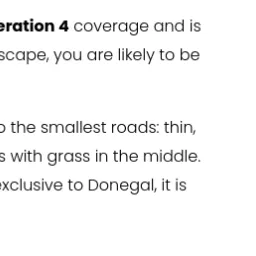 eration 4 coverage and is
scape, you are likely to be
o the smallest roads: thin,
s with grass in the middle.
exclusive to Donegal, it is